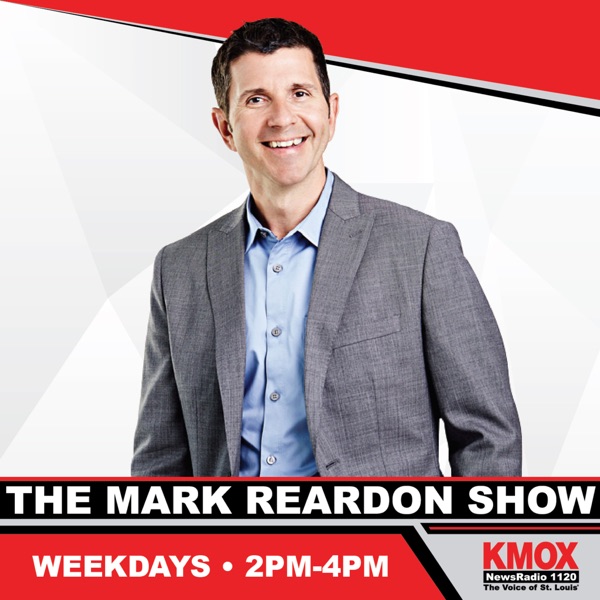 THE MARK REARDON SHOW
WEEKDAYS • 2PM-4PM
KMOX
NewsRadio 1120
The Voice of St. Louis